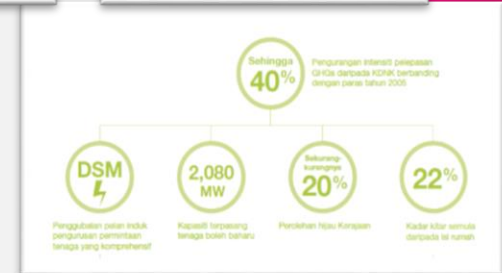 Sehingga
40%
Pengurangan intensiti pelepasan
GHGs daripada KDNK berbanding
dengan paras tahun 2005
DSM
2,080
MW
Sekurang-
kurangnya
20%
22%
Penggubalan pelan induk
pengurusan permintaan
tenaga yang komprehensif
Kapasiti terpasang
tenaga boleh baharu
Perolehan hijau Kerajaan
Kadar kitar semula
daripada isi rumah